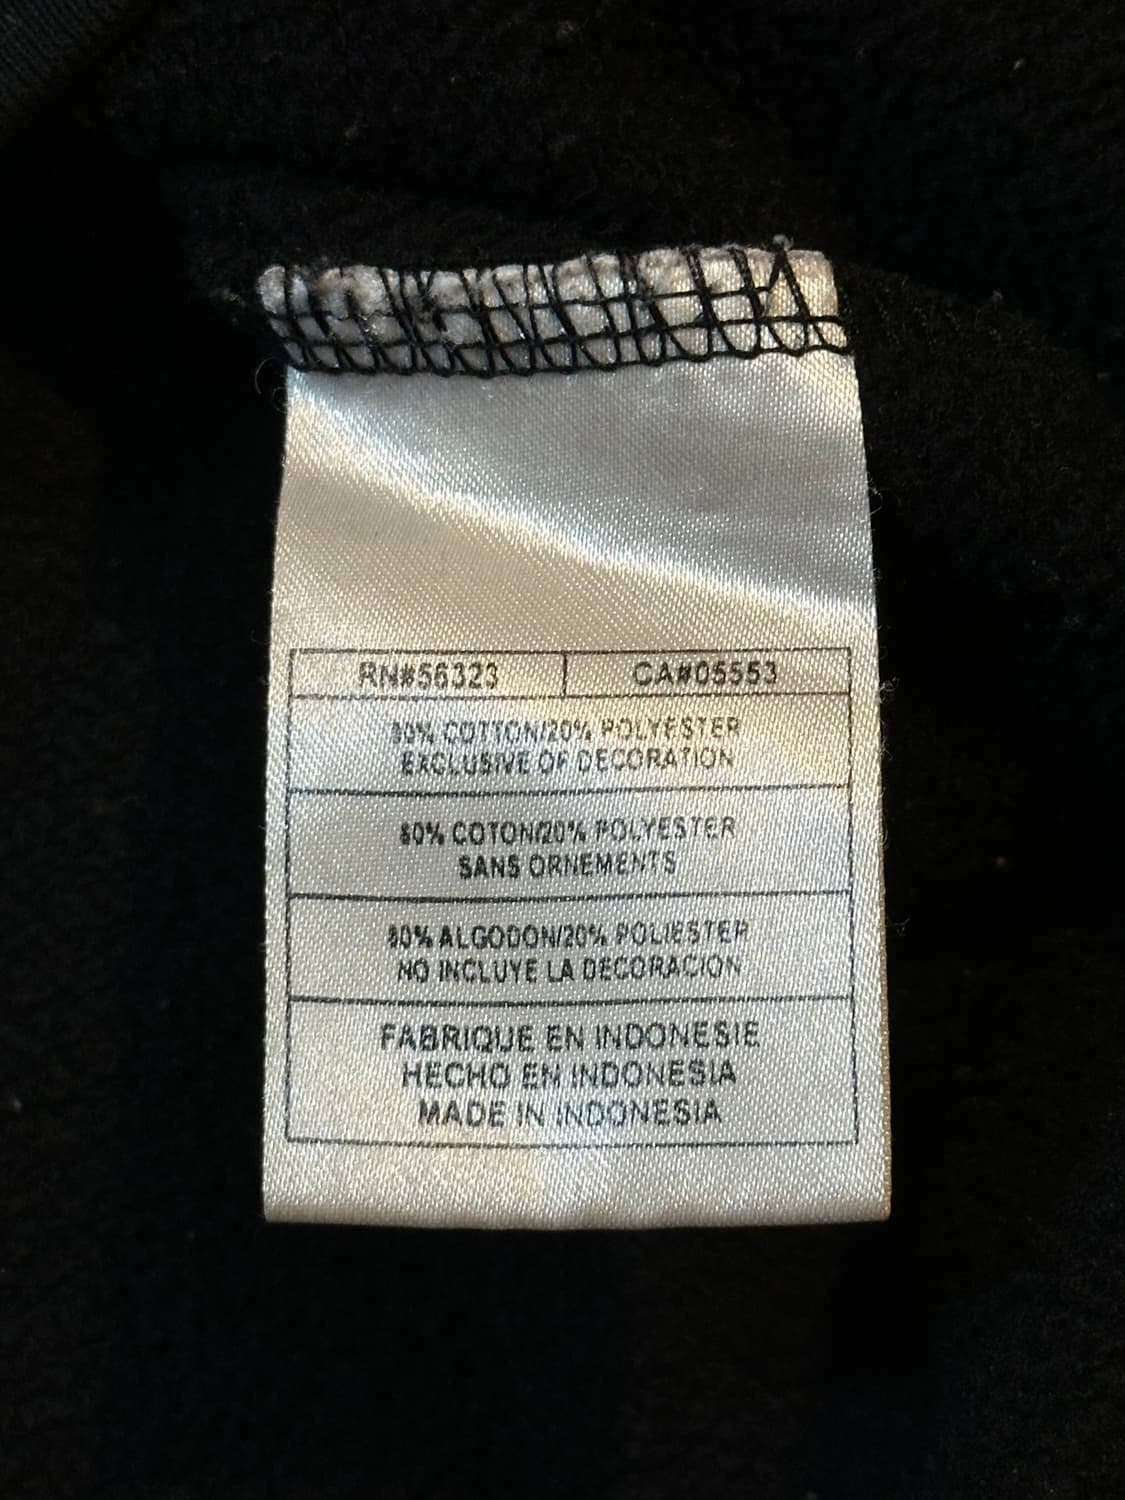 RN#56323 CA#05553
80% COTTON/20% POLYESTER
EXCLUSIVE OF DECORATION
80% COTON/20% POLYESTER
SANS ORNEMENTS
80% ALGODON/20% POLIESTER
NO INCLUYE LA DECORACION
FABRIQUE EN INDONESIE
HECHO EN INDONESIA
MADE IN INDONESIA